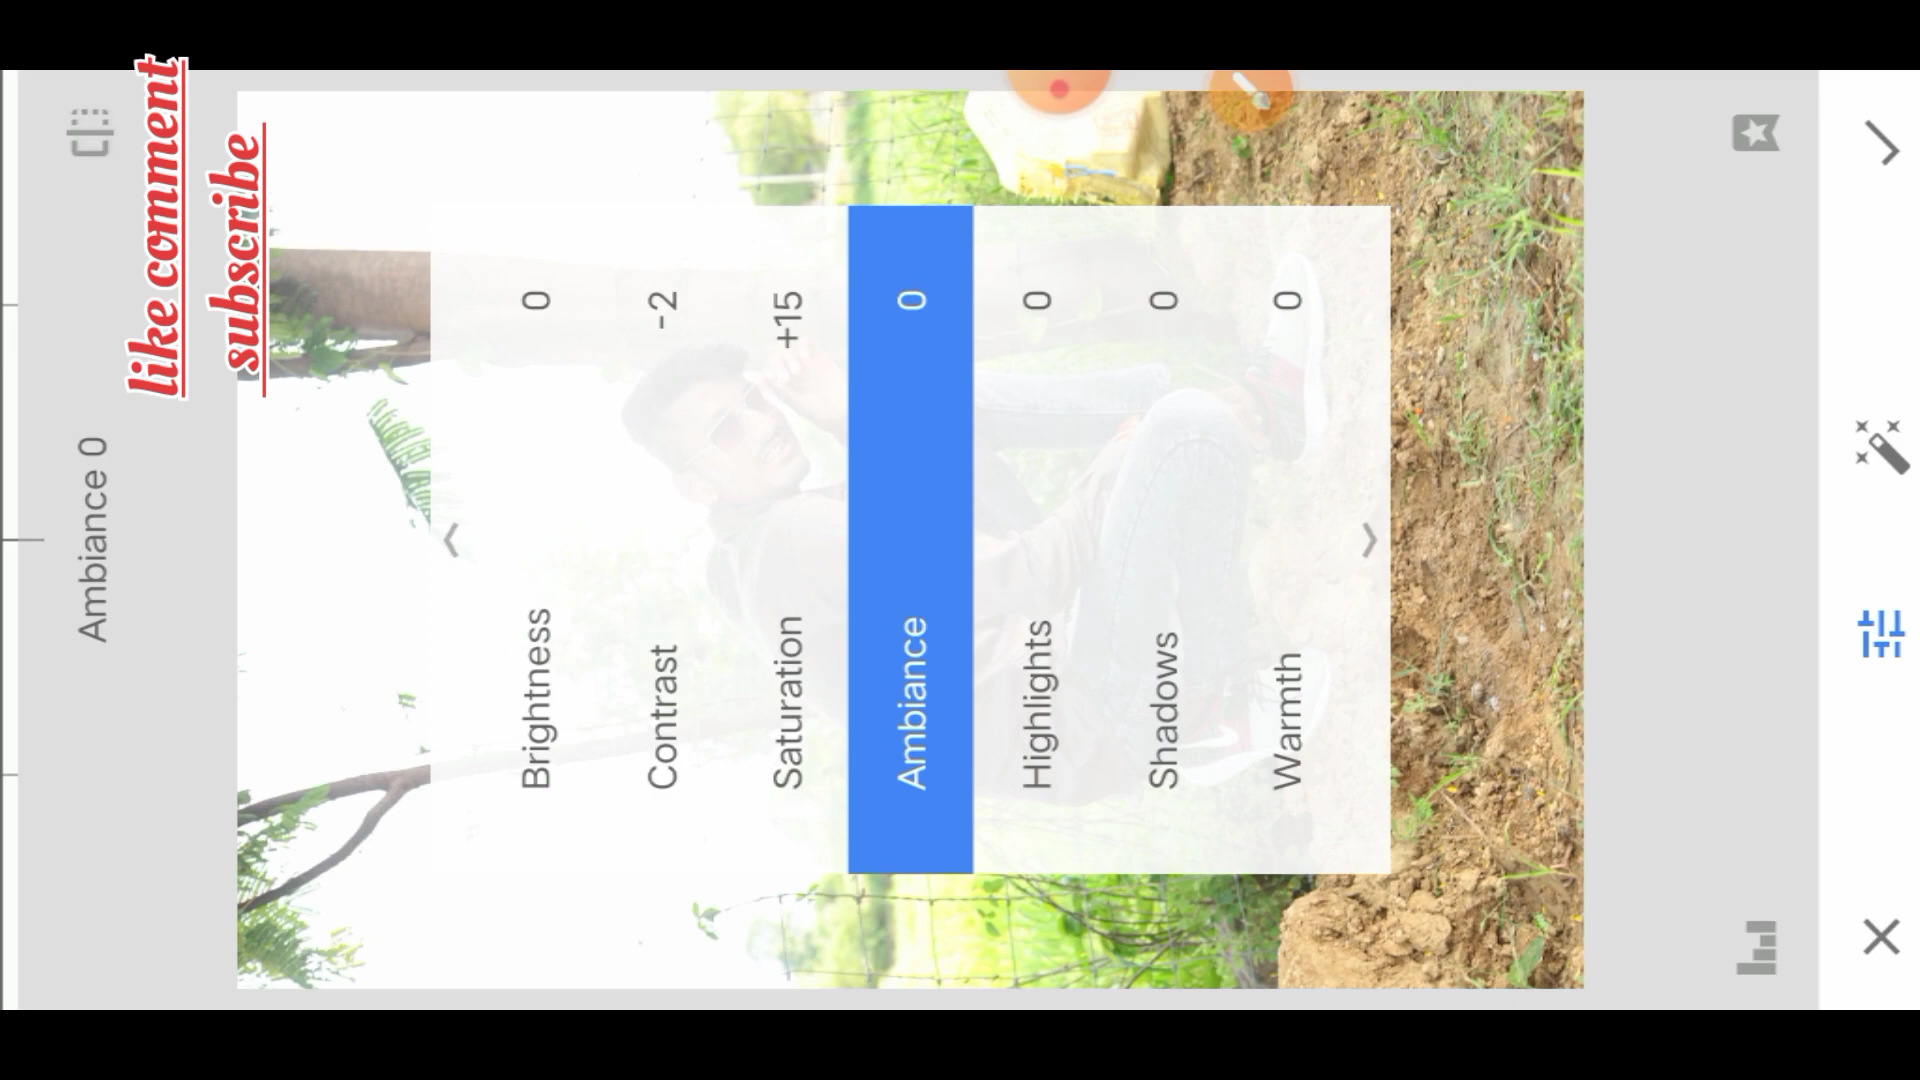 like comment
subscribe
Ambiance 0
Brightness 0
Contrast -2
Saturation +15
Ambiance 0
Highlights 0
Shadows 0
Warmth 0